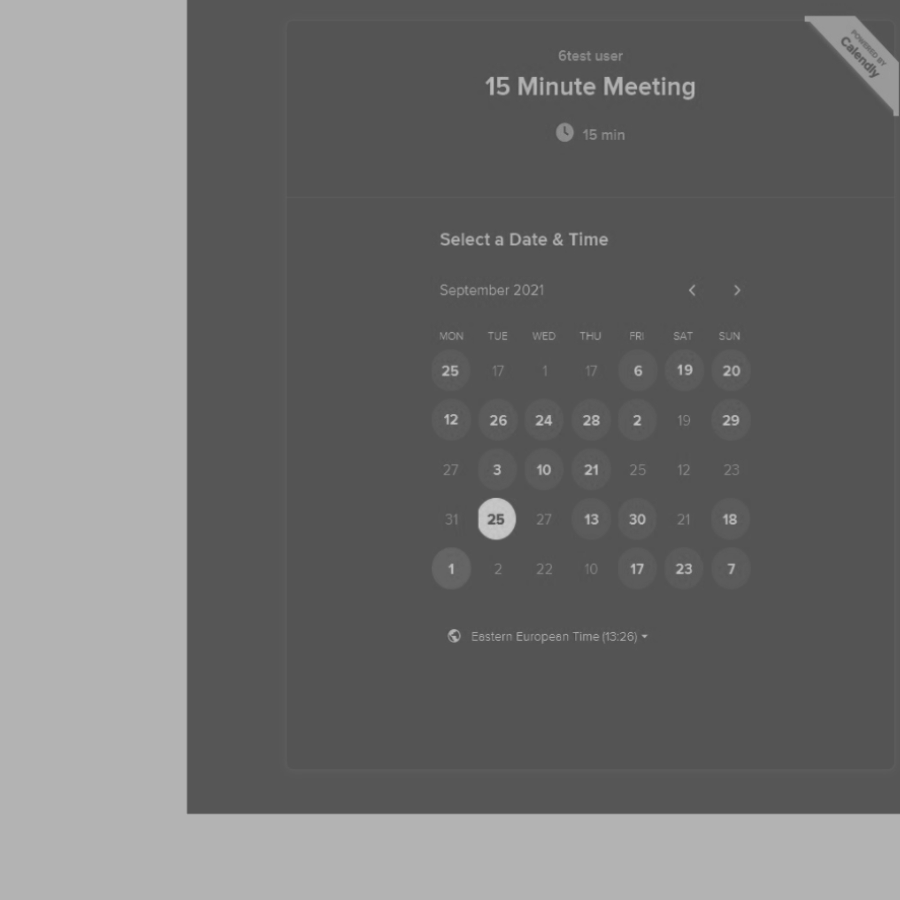 POWERED BY
Calendly
6test user
15 Minute Meeting
15 min
Select a Date & Time
September 2021
MON TUE WED THU FRI SAT SUN
25 17 1 17 6 19 20
12 26 24 28 2 19 29
27 3 10 21 25 12 23
31 25 27 13 30 21 18
1 2 22 10 17 23 7
Eastern European Time (13:26)